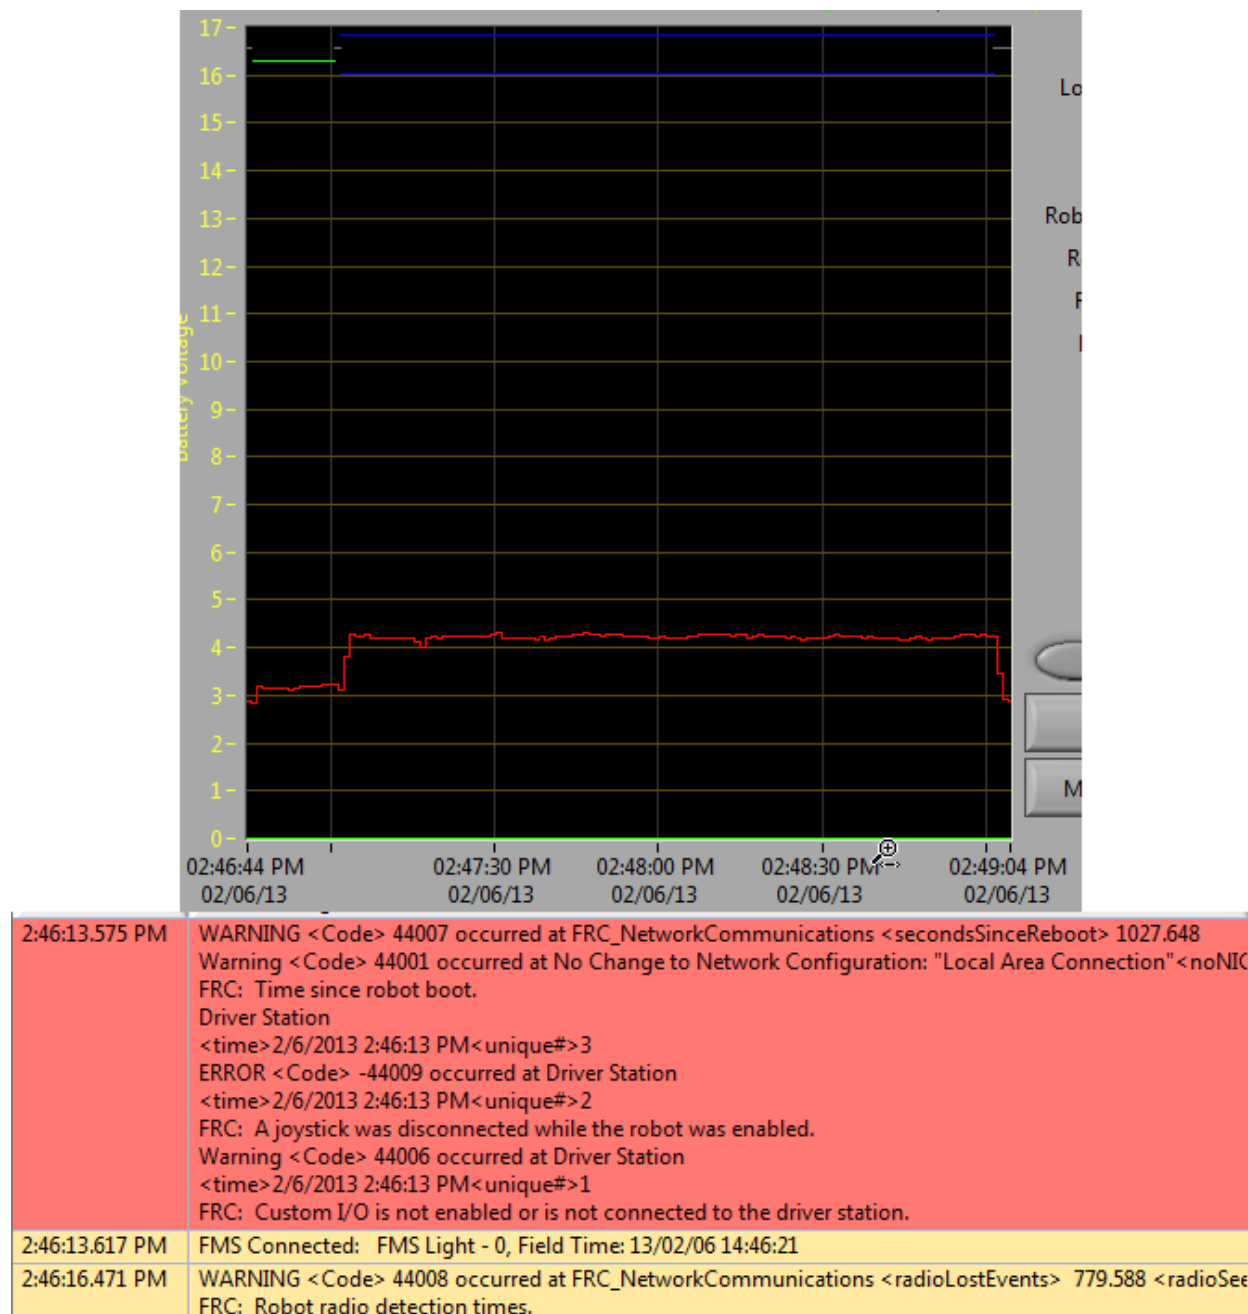 17
16
15
14
13
12
11
10
9
8
7
6
5
4
3
2
1
0
Battery Voltage
Lo
Rob
R
F
M
02:46:44 PM 02:47:30 PM 02:48:00 PM 02:48:30 PM 02:49:04 PM
02/06/13 02/06/13 02/06/13 02/06/13 02/06/13
2:46:13.575 PM WARNING <Code> 44007 occurred at FRC_NetworkCommunications <secondsSinceReboot> 1027.648
Warning <Code> 44001 occurred at No Change to Network Configuration: "Local Area Connection"<noNIC
FRC: Time since robot boot.
Driver Station
<time>2/6/2013 2:46:13 PM<unique#>3
ERROR <Code> -44009 occurred at Driver Station
<time>2/6/2013 2:46:13 PM<unique#>2
FRC: A joystick was disconnected while the robot was enabled.
Warning <Code> 44006 occurred at Driver Station
<time>2/6/2013 2:46:13 PM<unique#>1
FRC: Custom I/O is not enabled or is not connected to the driver station.
2:46:13.617 PM FMS Connected: FMS Light - 0, Field Time: 13/02/06 14:46:21
2:46:16.471 PM WARNING <Code> 44008 occurred at FRC_NetworkCommunications <radioLostEvents> 779.588 <radioSee
FRC: Robot radio detection times.